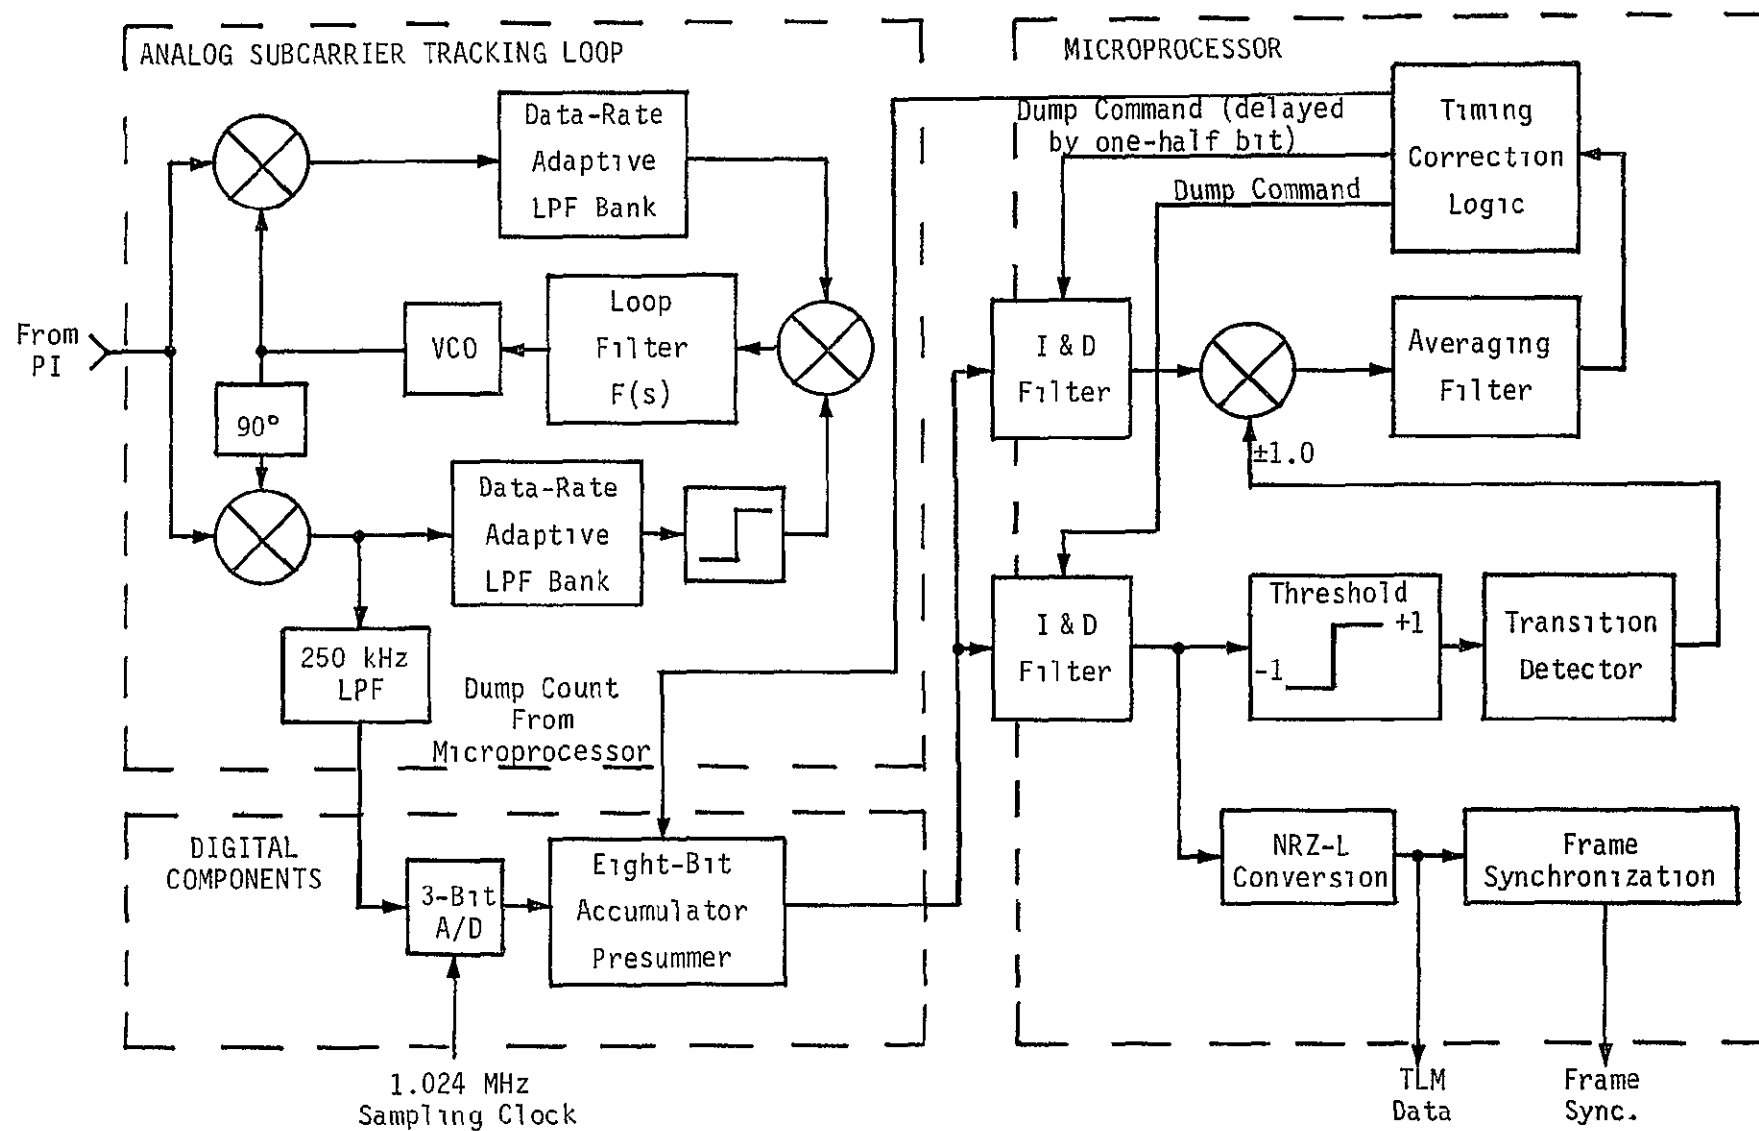 ANALOG SUBCARRIER TRACKING LOOP
Data-Rate
Adaptive
LPF Bank
From
PI
VCO
Loop
Filter
F(s)
90°
Data-Rate
Adaptive
LPF Bank
250 kHz
LPF
Dump Count
From
Microprocessor
DIGITAL
COMPONENTS
3-Bit
A/D
Eight-Bit
Accumulator
Presummer
1.024 MHz
Sampling Clock
MICROPROCESSOR
Dump Command (delayed
by one-half bit)
Dump Command
Timing
Correction
Logic
I & D
Filter
±1.0
Averaging
Filter
I & D
Filter
Threshold
+1
-1
Transition
Detector
NRZ-L
Conversion
Frame
Synchronization
TLM
Data
Frame
Sync.